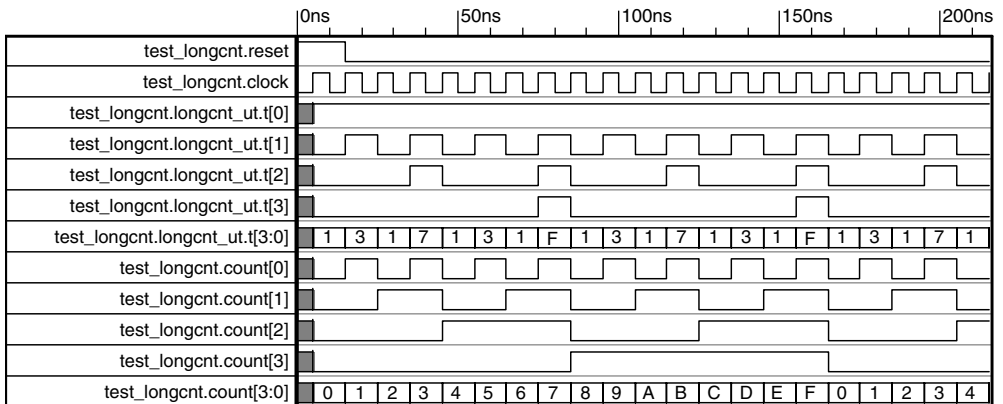 0ns 50ns 100ns 150ns 200ns
test_longcnt.reset
test_longcnt.clock
test_longcnt.longcnt_ut.t[0]
test_longcnt.longcnt_ut.t[1]
test_longcnt.longcnt_ut.t[2]
test_longcnt.longcnt_ut.t[3]
test_longcnt.longcnt_ut.t[3:0] 1 3 1 7 1 3 1 F 1 3 1 7 1 3 1 F 1 3 1 7 1
test_longcnt.count[0]
test_longcnt.count[1]
test_longcnt.count[2]
test_longcnt.count[3]
test_longcnt.count[3:0] 0 1 2 3 4 5 6 7 8 9 A B C D E F 0 1 2 3 4